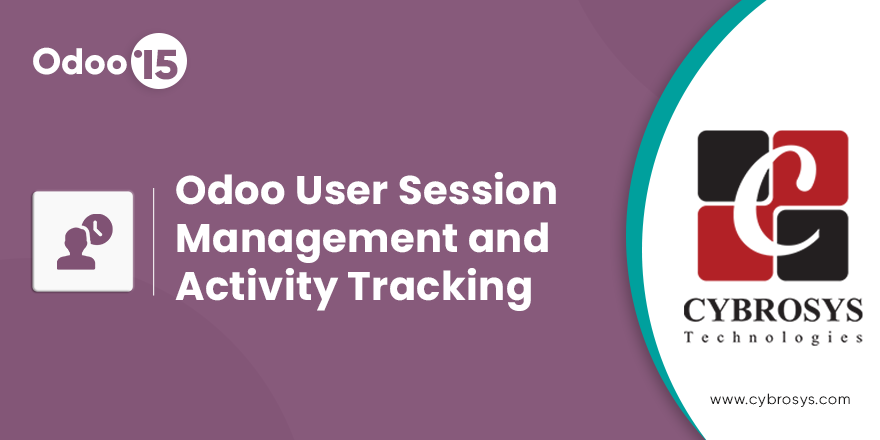 Odoo 15
Odoo User Session
Management and
Activity Tracking
C
CYBROSYS
Technologies
www.cybrosys.com